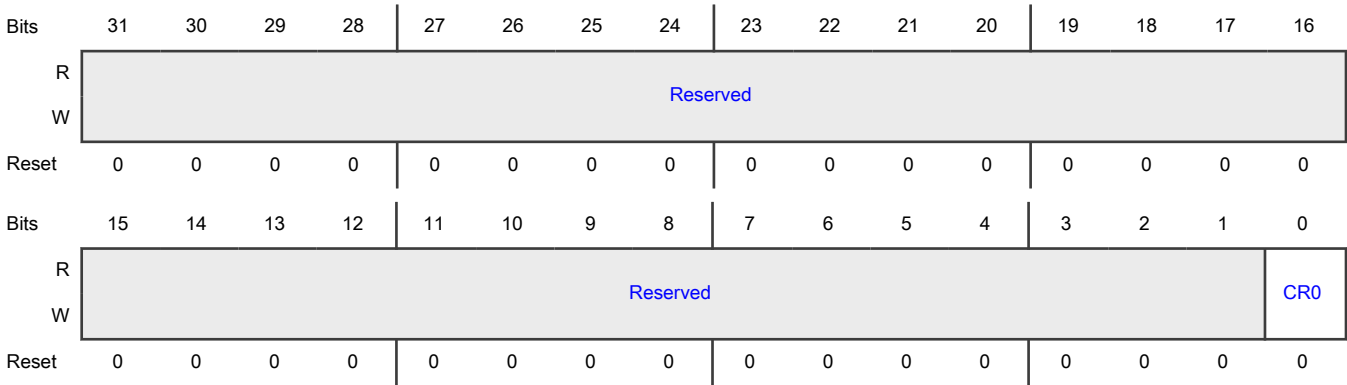 Bits 31 30 29 28 27 26 25 24 23 22 21 20 19 18 17 16
R
Reserved
W
Reset 0 0 0 0 0 0 0 0 0 0 0 0 0 0 0 0
Bits 15 14 13 12 11 10 9 8 7 6 5 4 3 2 1 0
R
Reserved CR0
W
Reset 0 0 0 0 0 0 0 0 0 0 0 0 0 0 0 0